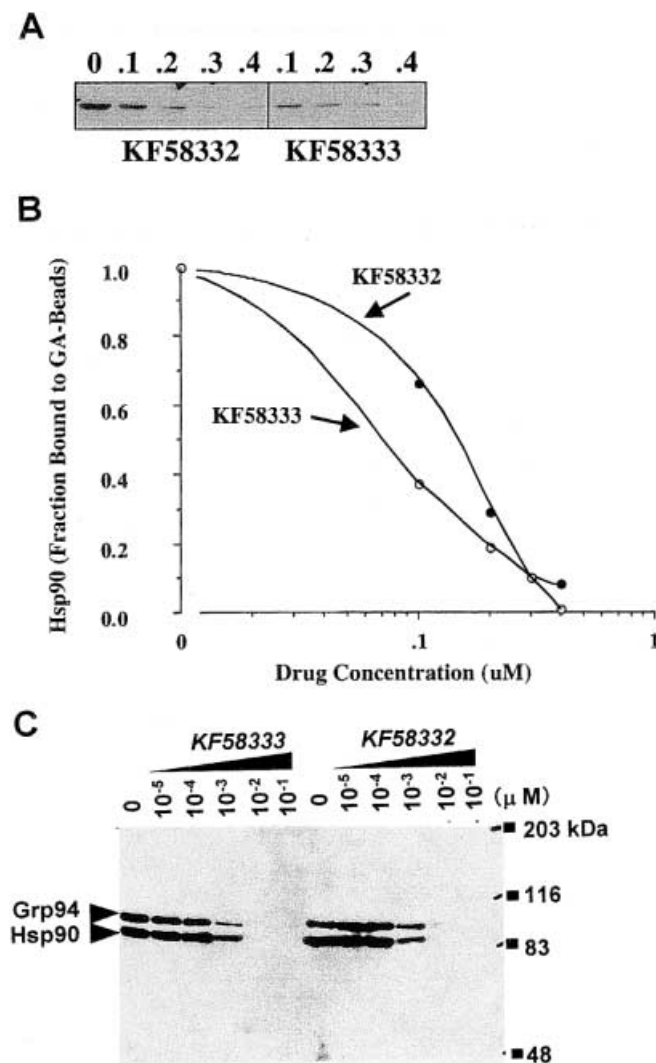 A
0 .1 .2 .3 .4 .1 .2 .3 .4
KF58332 KF58333
B
Hsp90 (Fraction Bound to GA-Beads)
1.0
0.8
0.6
0.4
0.2
0.0
KF58332
KF58333
0 .1 1
Drug Concentration (uM)
C
KF58333 KF58332
0 10-5 10-4 10-3 10-2 10-1 0 10-5 10-4 10-3 10-2 10-1 (μ M)
203 kDa
Grp94
116
Hsp90
83
48